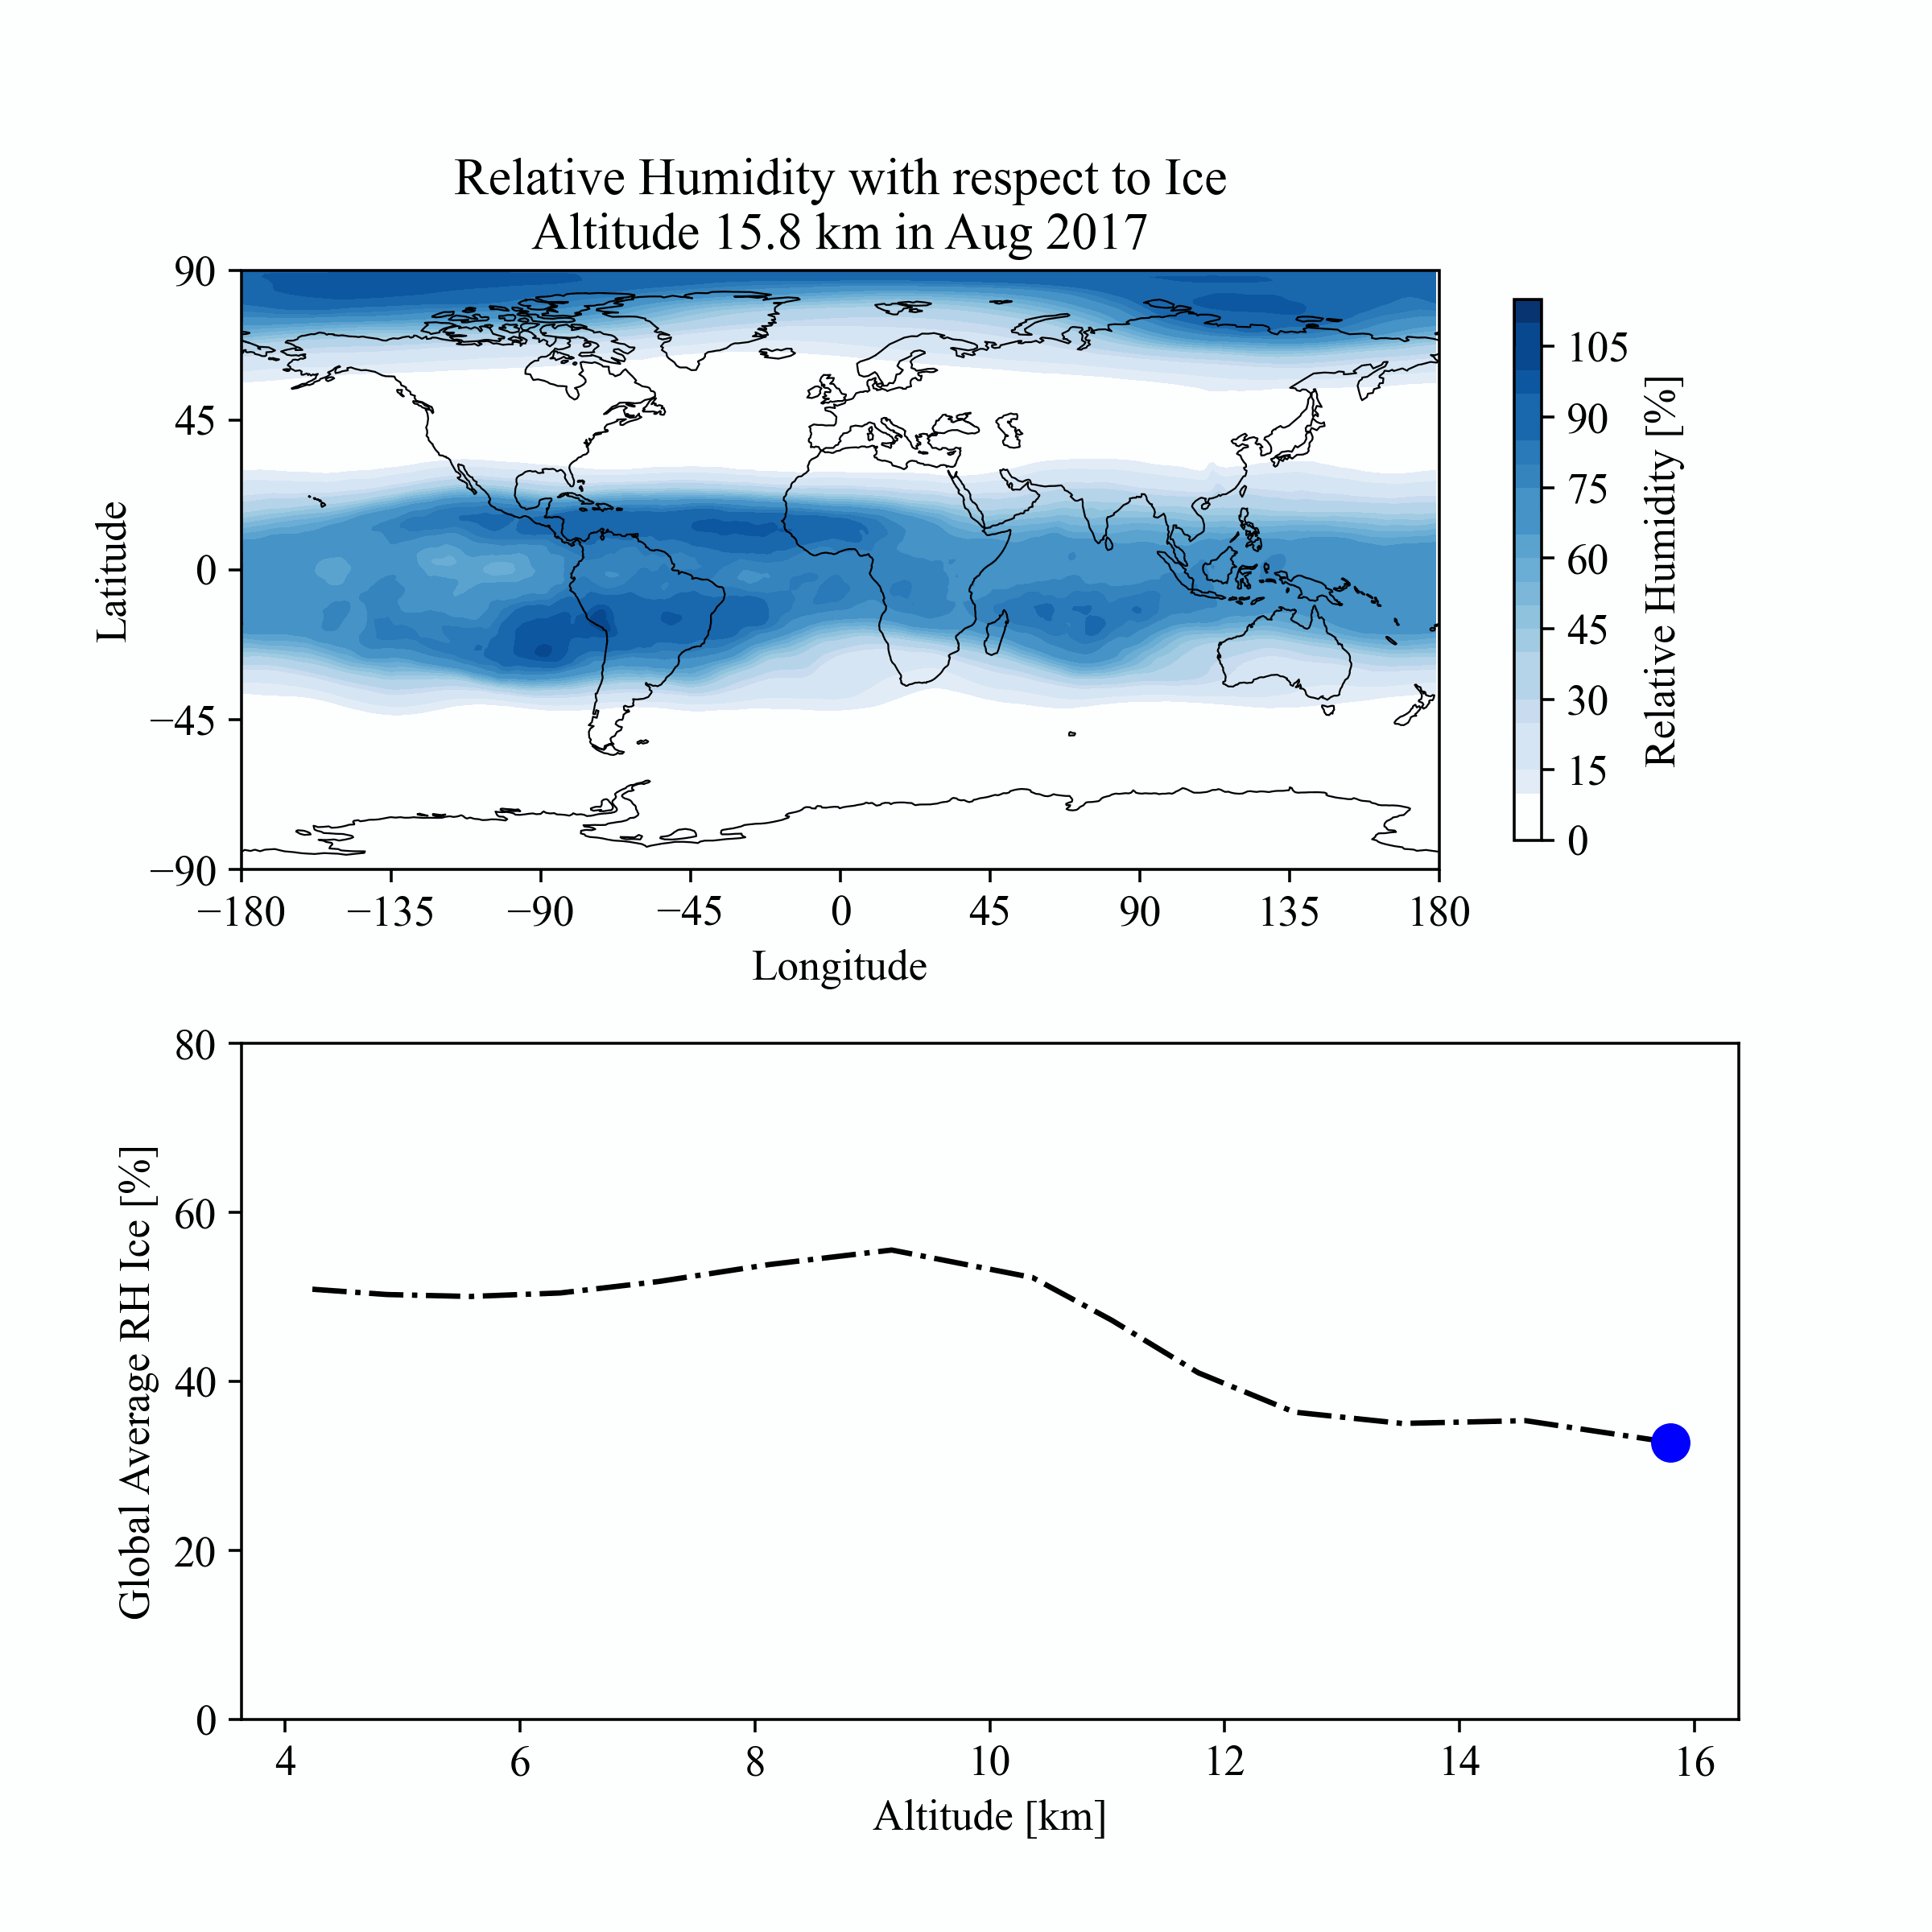 Relative Humidity with respect to Ice
Altitude 15.8 km in Aug 2017
90
45
0
−45
−90
Latitude
−180 −135 −90 −45 0 45 90 135 180
Longitude
105
90
75
60
45
30
15
0
Relative Humidity [%]
80
60
40
20
0
Global Average RH Ice [%]
4 6 8 10 12 14 16
Altitude [km]